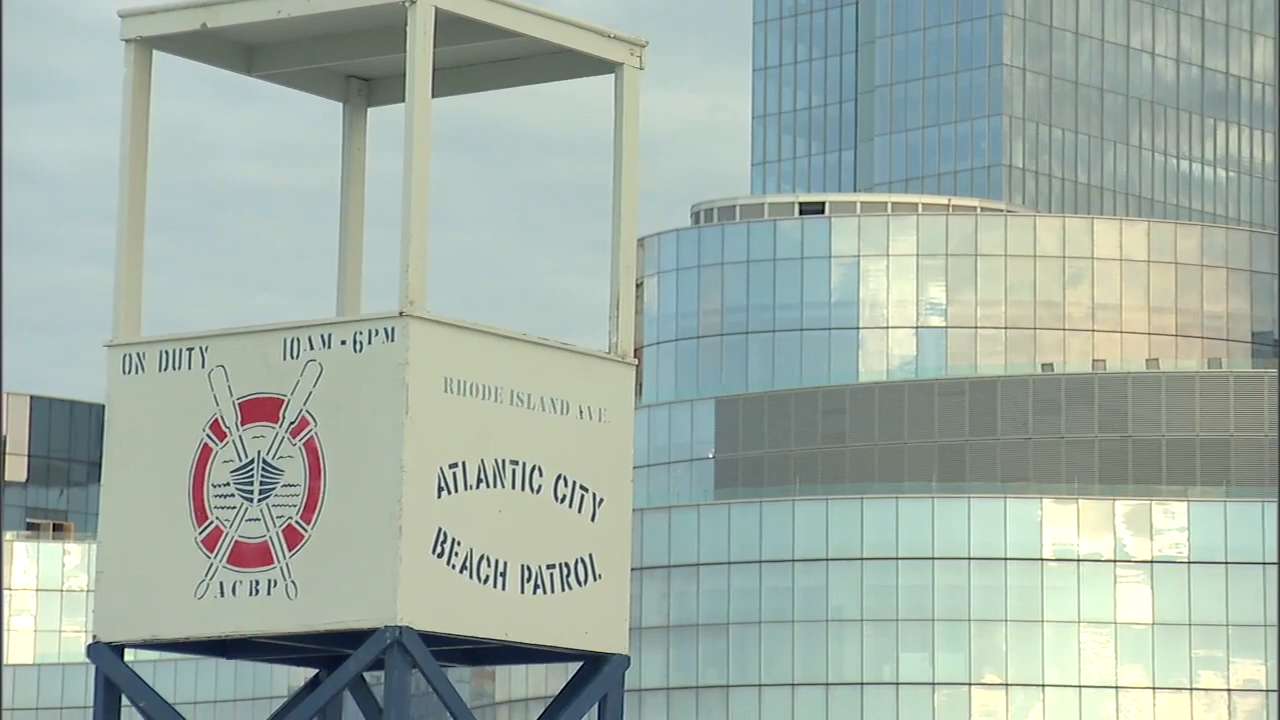 ON DUTY 10AM-6PM
ACBP
RHODE ISLAND AVE.
ATLANTIC CITY
BEACH PATROL